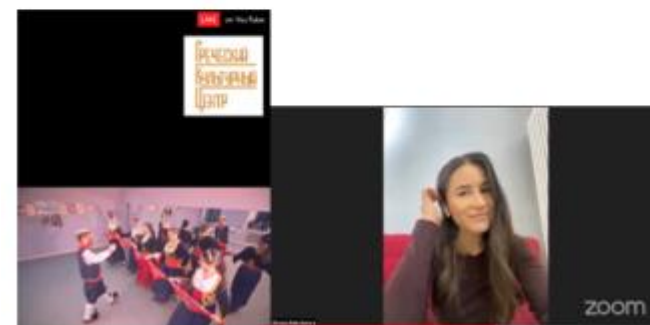 LIVE on YouTube
Греческий
Культурный
Центр
zoom